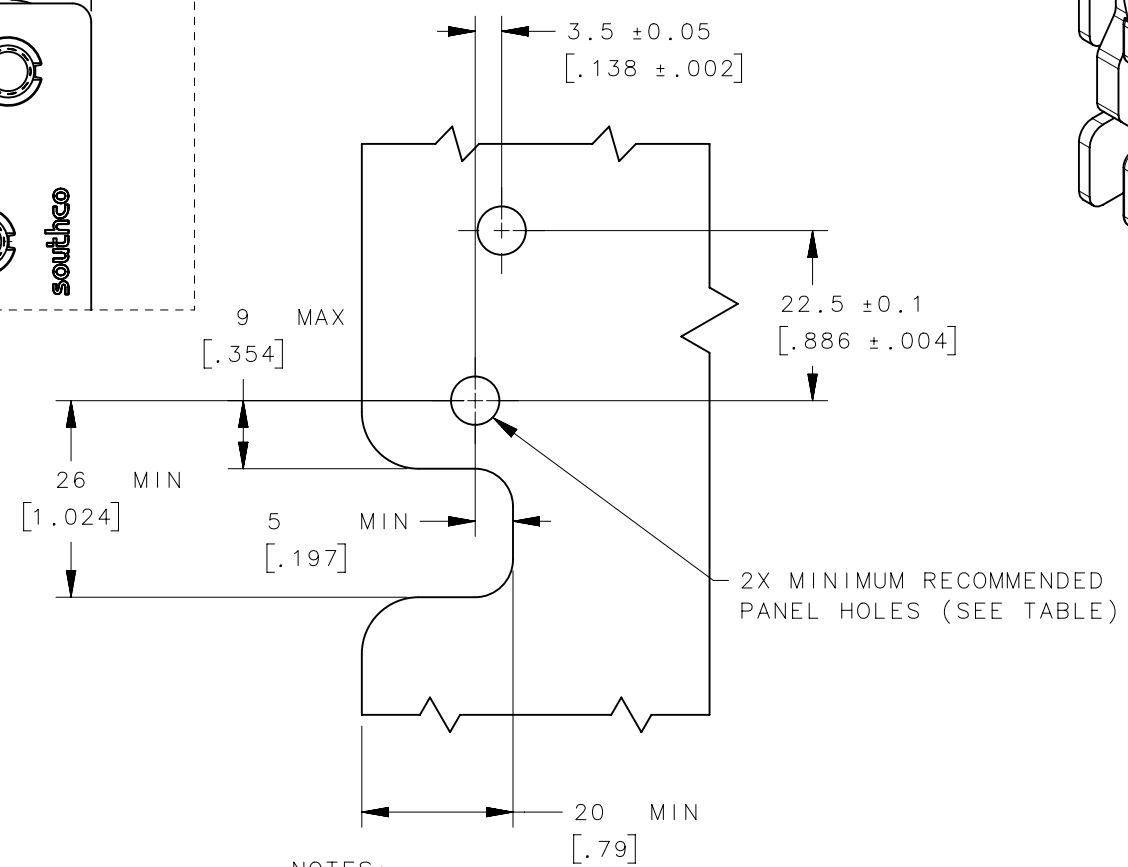 3.5 ±0.05
[.138 ±.002]
southco
9 MAX
[.354]
22.5 ±0.1
[.886 ±.004]
26 MIN
[1.024]
5 MIN
[.197]
2X MINIMUM RECOMMENDED
PANEL HOLES (SEE TABLE)
20 MIN
[.79]
NOTES: